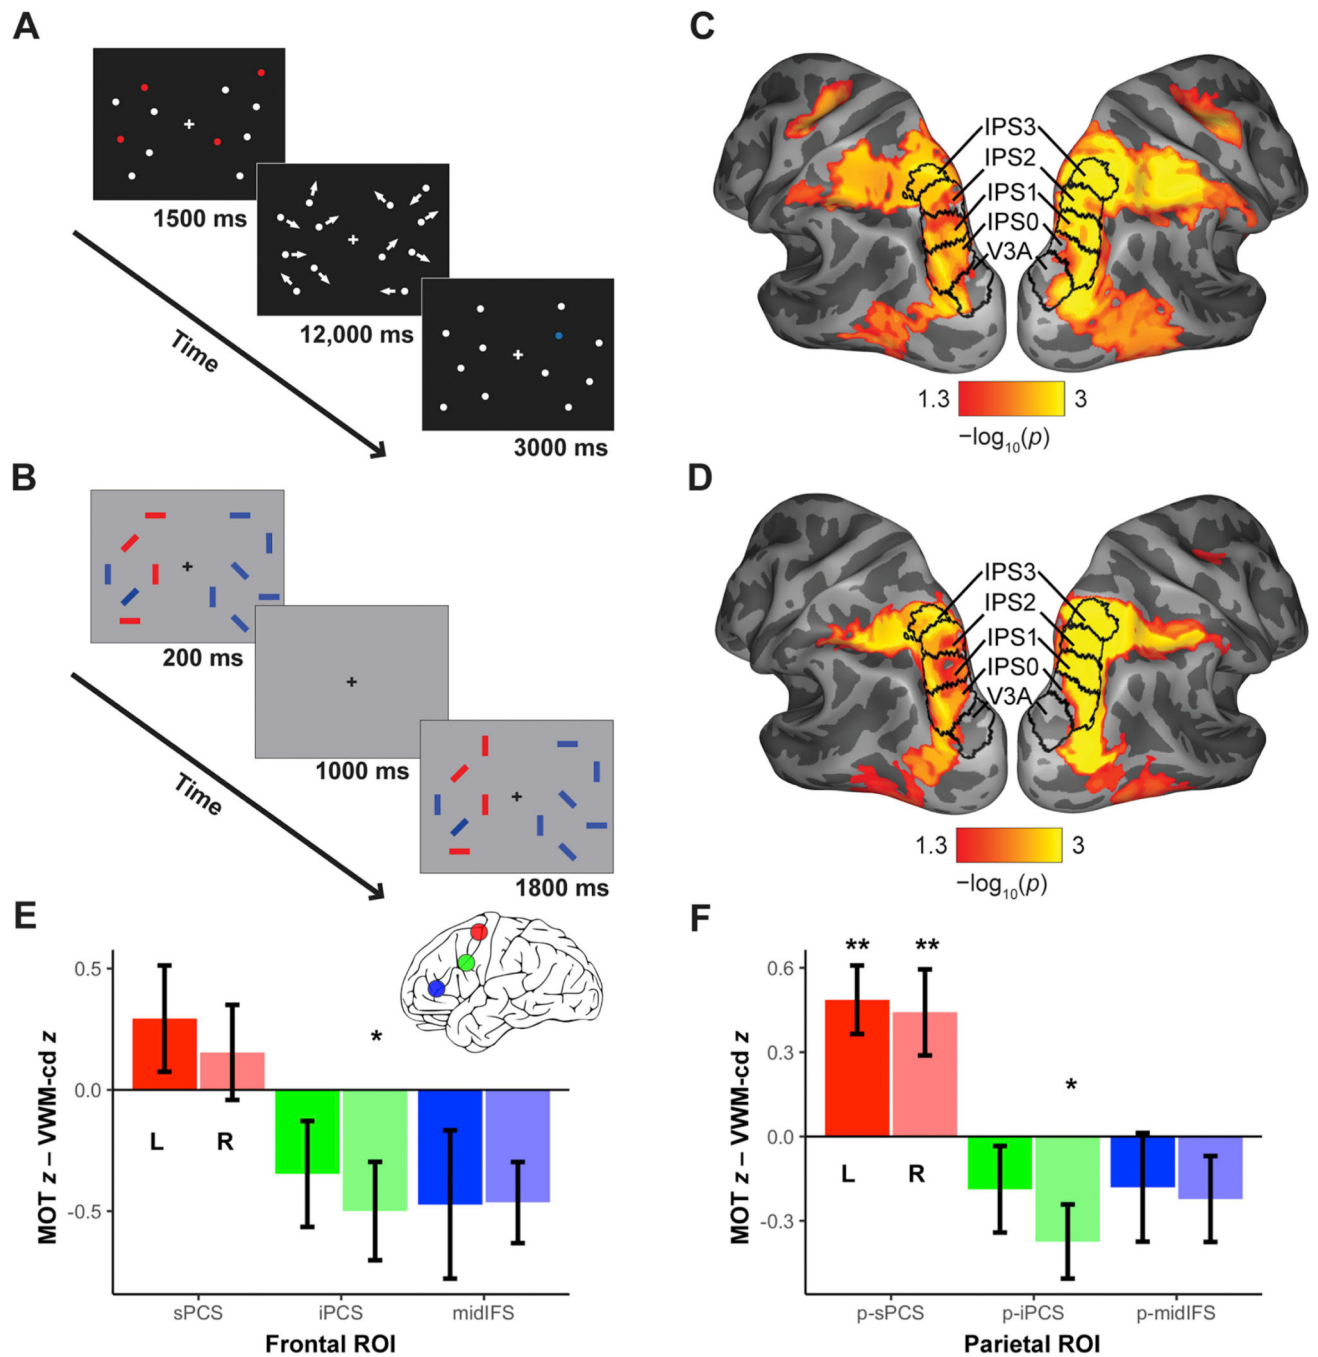 A
1500 ms
12,000 ms
Time
3000 ms
B
200 ms
1000 ms
Time
1800 ms
C
IPS3
IPS2
IPS1
IPS0
V3A
1.3 3
−log10(p)
D
IPS3
IPS2
IPS1
IPS0
V3A
1.3 3
−log10(p)
E
MOT z – VWM-cd z
0.5
0.0
-0.5
*
L R
sPCS iPCS midIFS
Frontal ROI
F
MOT z – VWM-cd z
0.6
0.3
0.0
-0.3
** **
*
L R
p-sPCS p-iPCS p-midIFS
Parietal ROI